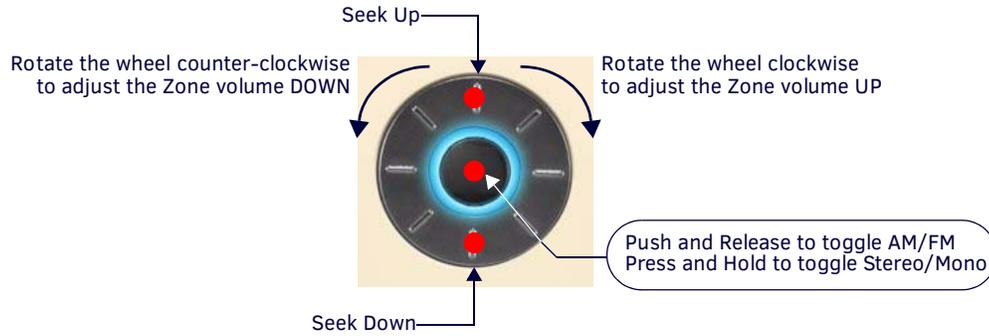 Seek Up
Rotate the wheel counter-clockwise
to adjust the Zone volume DOWN
Rotate the wheel clockwise
to adjust the Zone volume UP
Push and Release to toggle AM/FM
Press and Hold to toggle Stereo/Mono
Seek Down